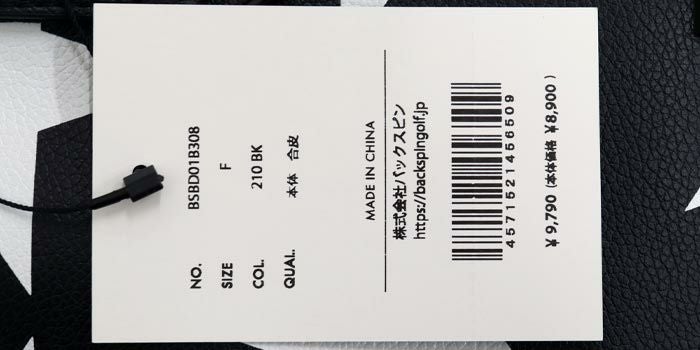 NO. BSBD01B308
SIZE F
COL. 210 BK
QUAL. 本体 合皮
MADE IN CHINA
株式会社バックスピン
https://backspingolf.jp
4571521456509
¥9,790 (本体価格 ¥8,900)